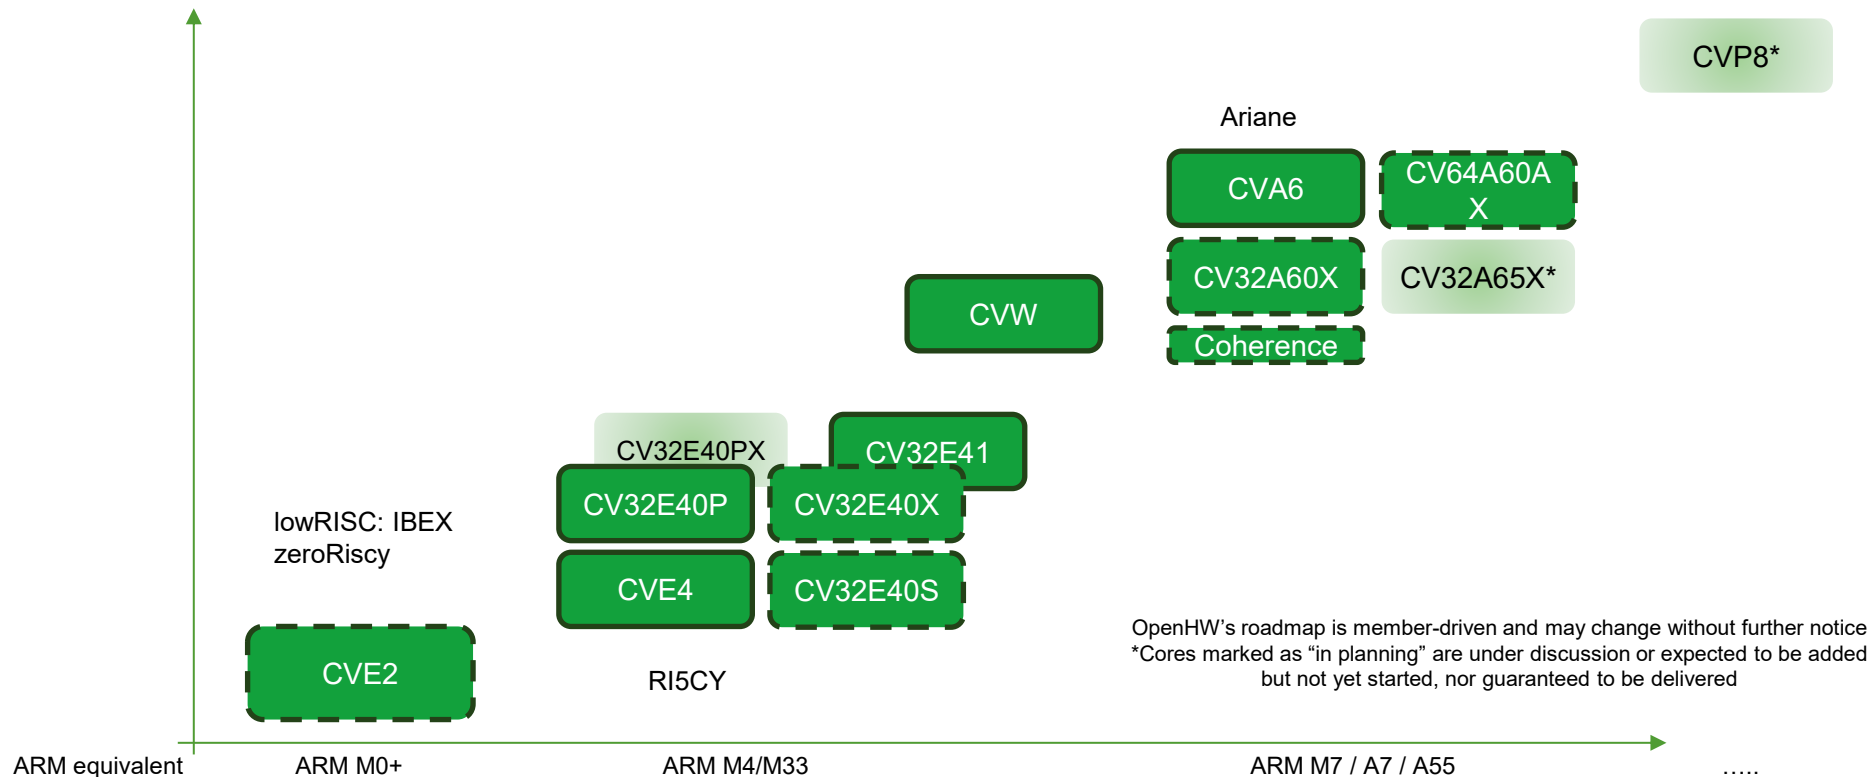 CVP8*
Ariane
CVA6
CV64A60A
X
CV32A60X
CV32A65X*
CVW
Coherence
CV32E40PX
CV32E41
CV32E40P
CV32E40X
lowRISC: IBEX
zeroRiscy
CVE4
CV32E40S
CVE2
RI5CY
OpenHW’s roadmap is member-driven and may change without further notice
*Cores marked as “in planning” are under discussion or expected to be added
but not yet started, nor guaranteed to be delivered
ARM equivalent
ARM M0+
ARM M4/M33
ARM M7 / A7 / A55
…..